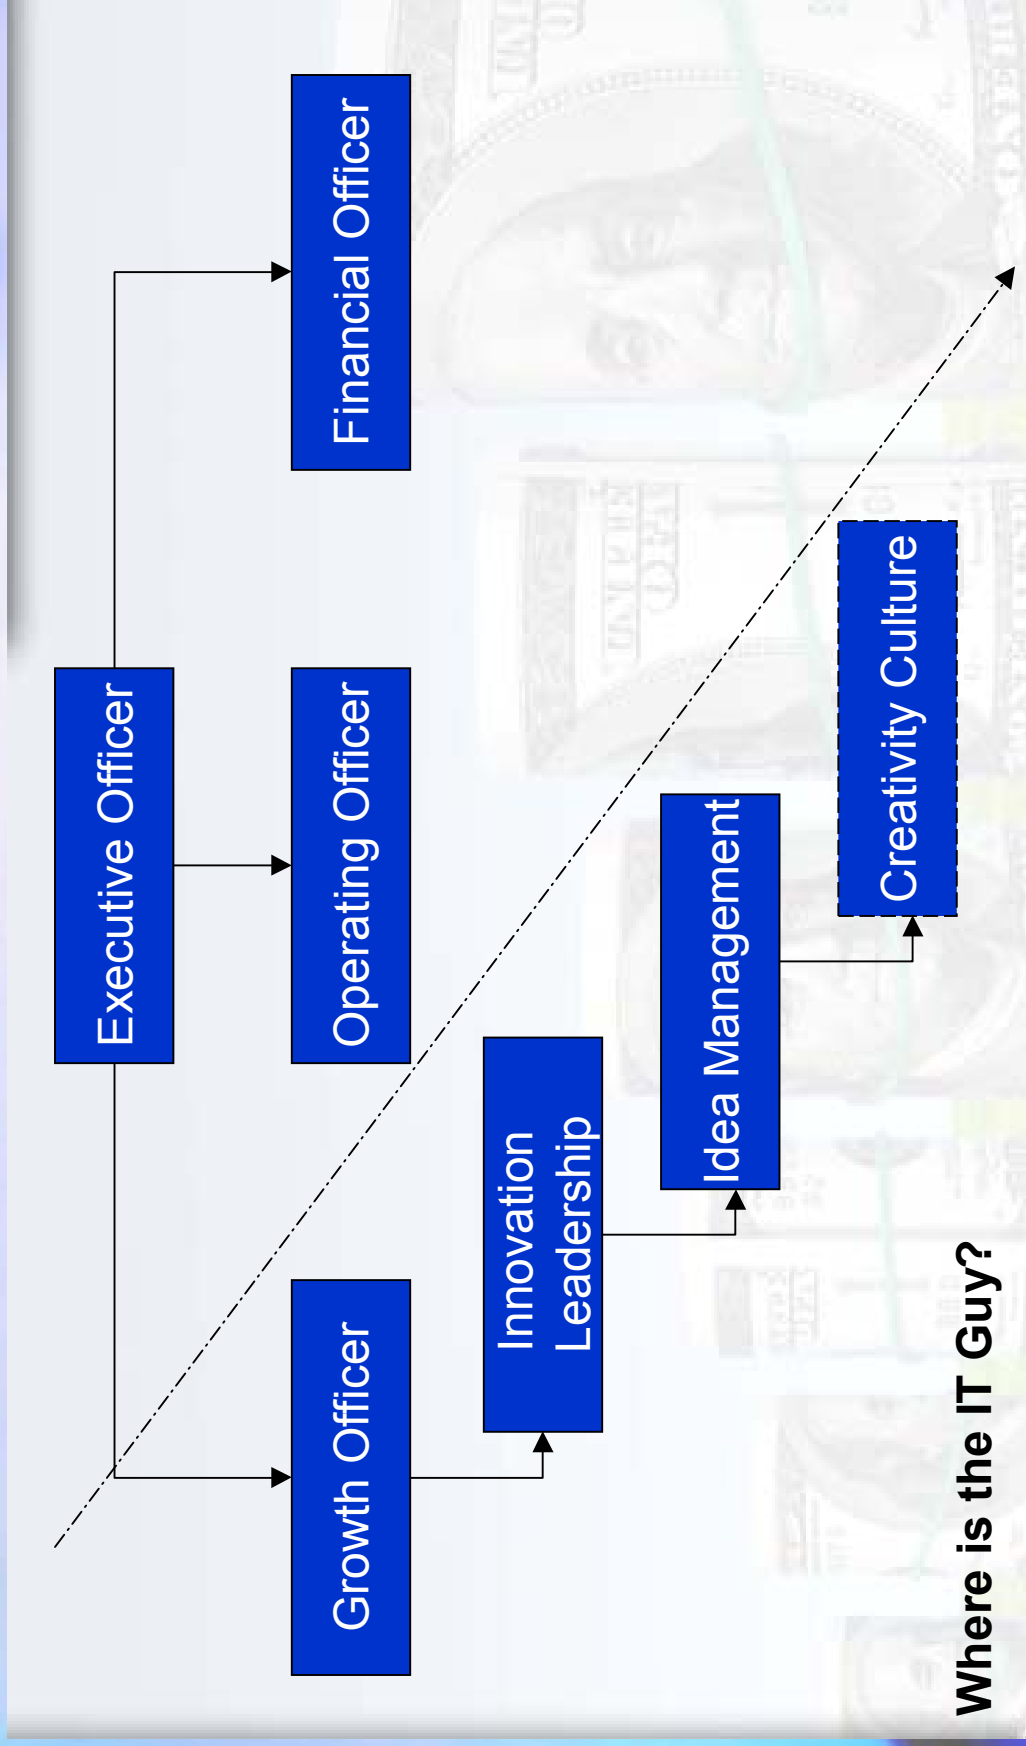 Executive Officer
Growth Officer
Operating Officer
Financial Officer
Innovation
Leadership
Idea Management
Creativity Culture
Where is the IT Guy?